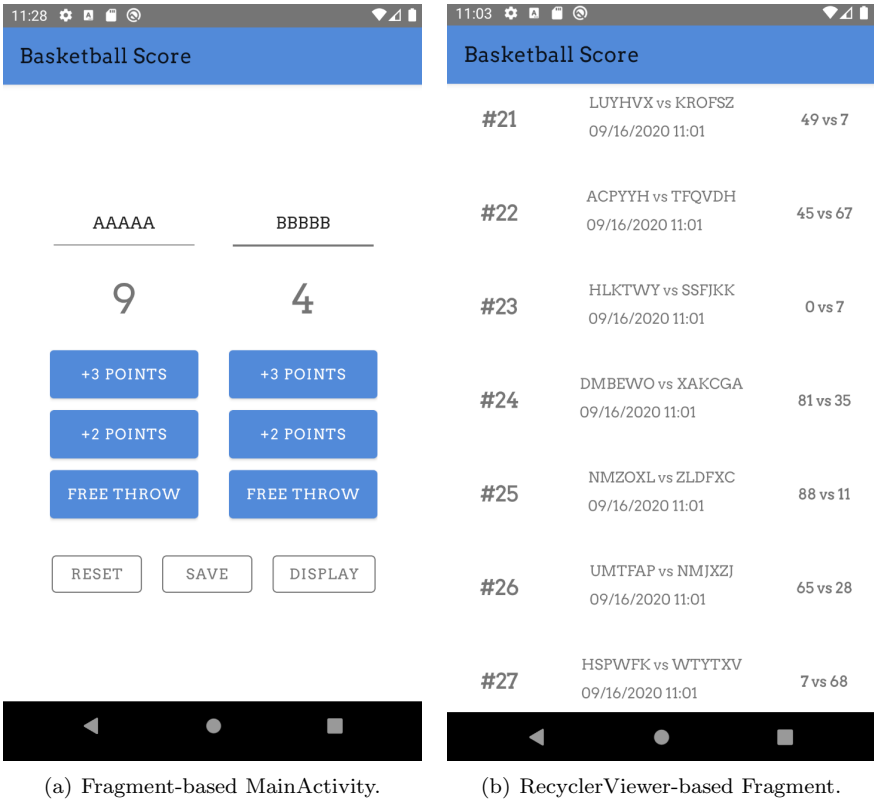 11:28
Basketball Score
AAAAA BBBBB
9 4
+3 POINTS +3 POINTS
+2 POINTS +2 POINTS
FREE THROW FREE THROW
RESET SAVE DISPLAY
(a) Fragment-based MainActivity.
11:03
Basketball Score
LUYHVX vs KROFSZ
#21 49 vs 7
09/16/2020 11:01
ACPYYH vs TFQVDH
#22 45 vs 67
09/16/2020 11:01
HLKTWY vs SSFJKK
#23 0 vs 7
09/16/2020 11:01
DMBEWO vs XAKCGA
#24 81 vs 35
09/16/2020 11:01
NMZOXL vs ZLDFXC
#25 88 vs 11
09/16/2020 11:01
UMTFAP vs NMJXZJ
#26 65 vs 28
09/16/2020 11:01
HSPWFK vs WTYTXV
#27 7 vs 68
09/16/2020 11:01
(b) RecyclerViewer-based Fragment.